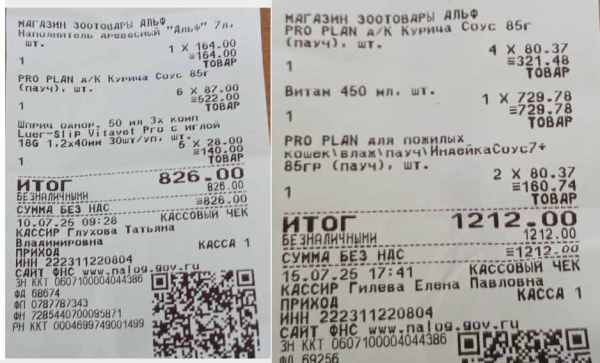 МАГАЗИН ЗООТОВАРЫ АЛЬФ
Наполнитель древесный "Альф" 7л.
шт.
1 X 164.00
≡164.00
1
ТОВАР
PRO PLAN д/К Курица Соус 85г
(пауч), шт.
6 X 87.00
≡522.00
1
ТОВАР
Шприц однор. 50 мл 3х комп
Luer-Slip Vitavet Pro с иглой
18G 1,2х40мм 30шт/уп, шт.
5 X 28.00
≡140.00
1
ТОВАР
ИТОГ 826.00
БЕЗНАЛИЧНЫМИ 826.00
СУММА БЕЗ НДС ≡826.00
10.07.25 09:28 КАССОВЫЙ ЧЕК
КАССИР Глухова Татьяна
Владимировна КАССА 1
ПРИХОД
ИНН 222311220804
САЙТ ФНС www.nalog.gov.ru
ЗН ККТ 0607100004044386
ФД 68674
ФП 0787787343
ФН 7285440700095871
РН ККТ 0004699749001499
МАГАЗИН ЗООТОВАРЫ АЛЬФ
PRO PLAN д/К Курица Соус 85г
(пауч), шт.
4 X 80.37
≡321.48
1
ТОВАР
Витам 450 мл, шт.
1 X 729.78
≡729.78
1
ТОВАР
PRO PLAN для пожилых
кошек\влаж\пауч\ИндейкаСоус7+
85гр (пауч), шт.
2 X 80.37
≡160.74
1
ТОВАР
ИТОГ 1212.00
БЕЗНАЛИЧНЫМИ 1212.00
СУММА БЕЗ НДС ≡1212.00
15.07.25 17:41 КАССОВЫЙ ЧЕК
КАССИР Гилева Елена Павловна
ПРИХОД КАССА 1
ИНН 222311220804
САЙТ ФНС www.nalog.gov.ru
ЗН ККТ 0607100004044386
ФД 69256